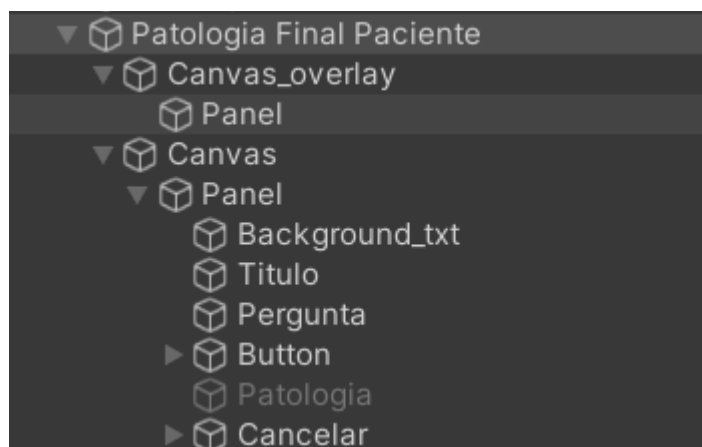 Patologia Final Paciente
Canvas_overlay
Panel
Canvas
Panel
Background_txt
Titulo
Pergunta
Button
Patologia
Cancelar